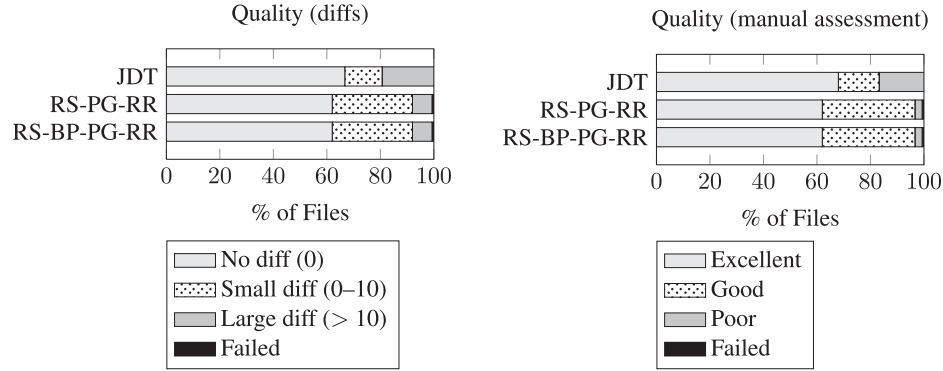 Quality (diffs)
JDT
RS-PG-RR
RS-BP-PG-RR
0 20 40 60 80 100
% of Files
No diff (0)
Small diff (0–10)
Large diff (> 10)
Failed
Quality (manual assessment)
JDT
RS-PG-RR
RS-BP-PG-RR
0 20 40 60 80 100
% of Files
Excellent
Good
Poor
Failed